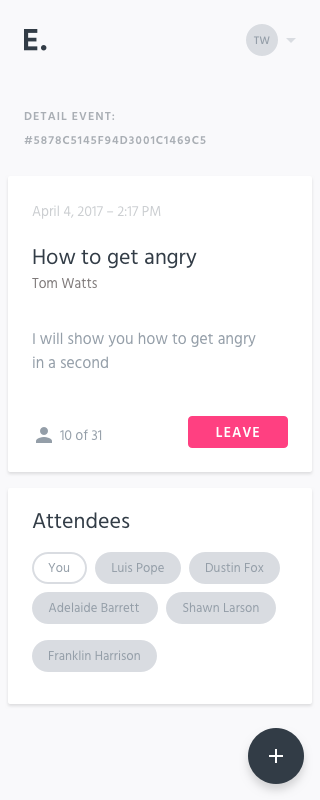 E.
TW
DETAIL EVENT:
#5878C5145F94D3001C1469C5
April 4, 2017 – 2:17 PM
How to get angry
Tom Watts
I will show you how to get angry
in a second
10 of 31
LEAVE
Attendees
You
Luis Pope
Dustin Fox
Adelaide Barrett
Shawn Larson
Franklin Harrison
+